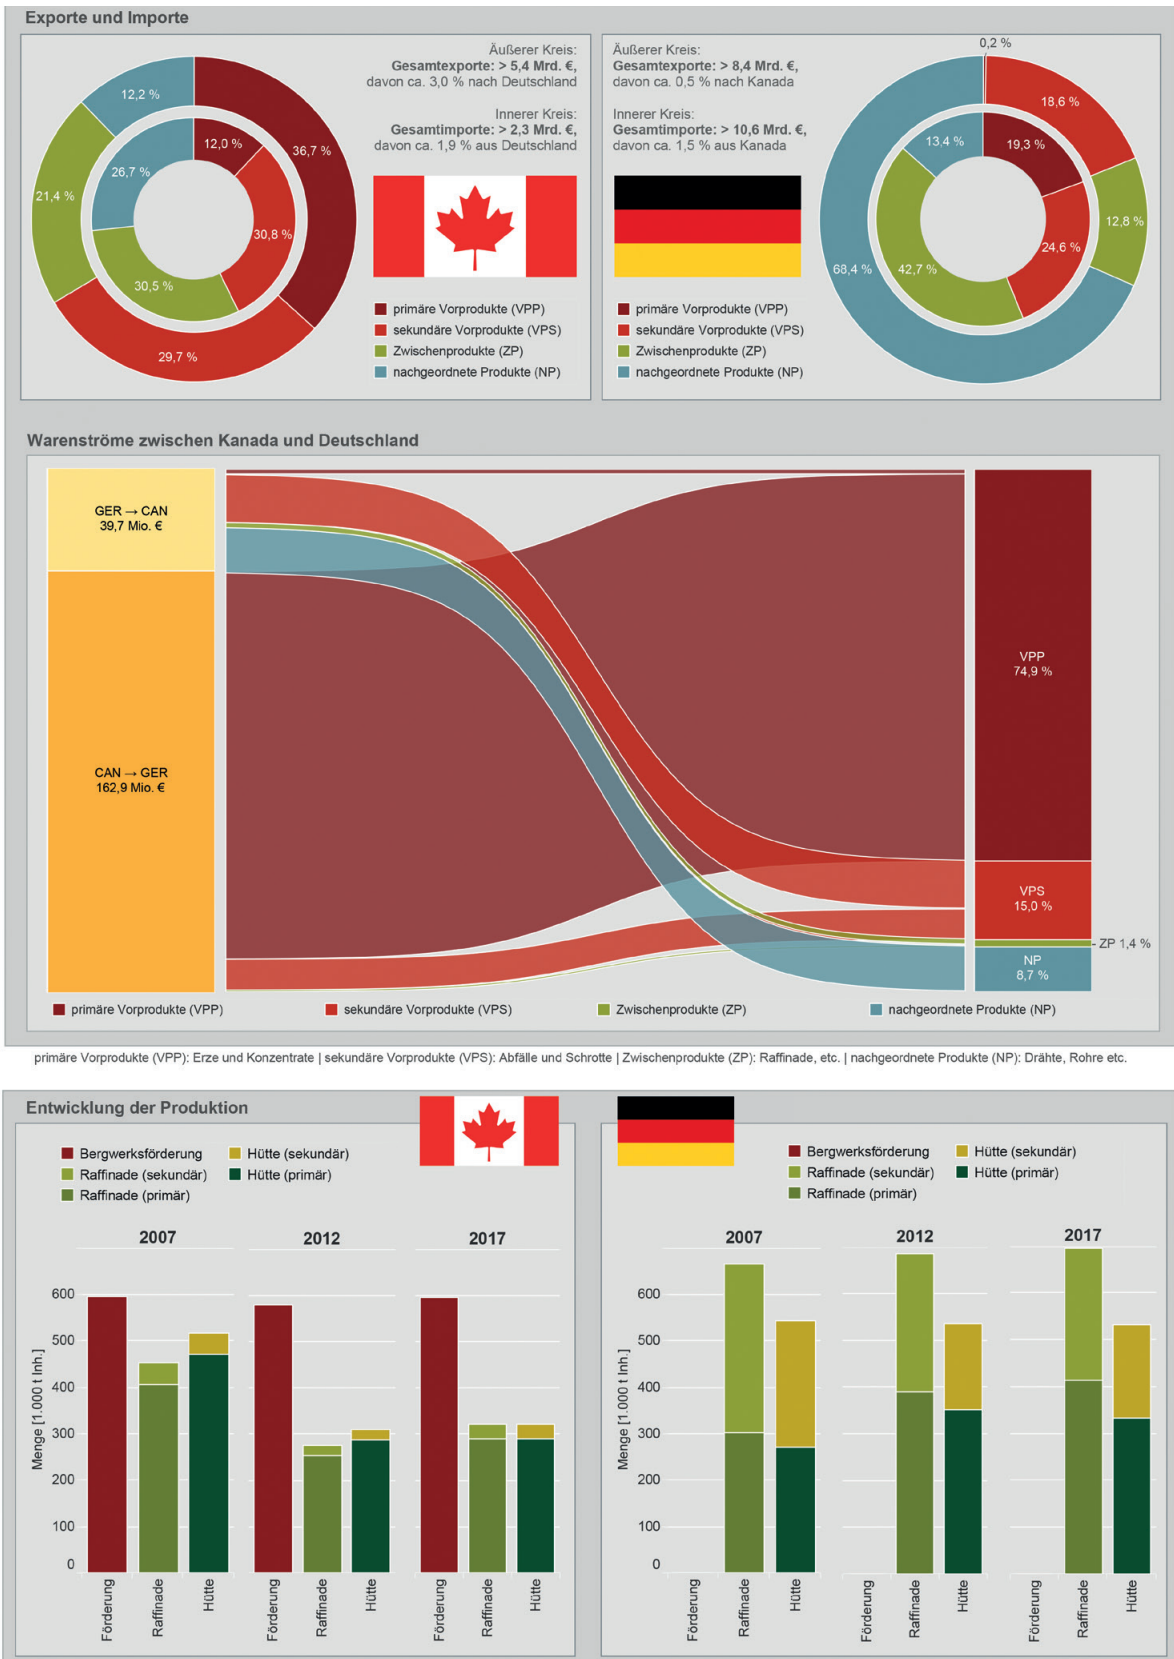 Exporte und Importe
Äußerer Kreis:
Gesamtexporte: > 5,4 Mrd. €,
davon ca. 3,0 % nach Deutschland
Innerer Kreis:
Gesamtimporte: > 2,3 Mrd. €,
davon ca. 1,9 % aus Deutschland
12,2 %
36,7 %
21,4 %
29,7 %
12,0 %
26,7 %
30,8 %
30,5 %
primäre Vorprodukte (VPP)
sekundäre Vorprodukte (VPS)
Zwischenprodukte (ZP)
nachgeordnete Produkte (NP)
Äußerer Kreis:
Gesamtexporte: > 8,4 Mrd. €,
davon ca. 0,5 % nach Kanada
Innerer Kreis:
Gesamtimporte: > 10,6 Mrd. €,
davon ca. 1,5 % aus Kanada
0,2 %
18,6 %
12,8 %
68,4 %
13,4 %
19,3 %
24,6 %
42,7 %
primäre Vorprodukte (VPP)
sekundäre Vorprodukte (VPS)
Zwischenprodukte (ZP)
nachgeordnete Produkte (NP)
Warenströme zwischen Kanada und Deutschland
GER → CAN
39,7 Mio. €
CAN → GER
162,9 Mio. €
VPP
74,9 %
VPS
15,0 %
ZP 1,4 %
NP
8,7 %
primäre Vorprodukte (VPP)
sekundäre Vorprodukte (VPS)
Zwischenprodukte (ZP)
nachgeordnete Produkte (NP)
primäre Vorprodukte (VPP): Erze und Konzentrate | sekundäre Vorprodukte (VPS): Abfälle und Schrotte | Zwischenprodukte (ZP): Raffinade, etc. | nachgeordnete Produkte (NP): Drähte, Rohre etc.
Entwicklung der Produktion
Bergwerksförderung
Raffinade (sekundär)
Raffinade (primär)
Hütte (sekundär)
Hütte (primär)
2007
2012
2017
Menge [1.000 t Inh.]
600
500
400
300
200
100
0
Förderung
Raffinade
Hütte
Förderung
Raffinade
Hütte
Förderung
Raffinade
Hütte
Bergwerksförderung
Raffinade (sekundär)
Raffinade (primär)
Hütte (sekundär)
Hütte (primär)
2007
2012
2017
Menge [1.000 t Inh.]
600
500
400
300
200
100
0
Förderung
Raffinade
Hütte
Förderung
Raffinade
Hütte
Förderung
Raffinade
Hütte